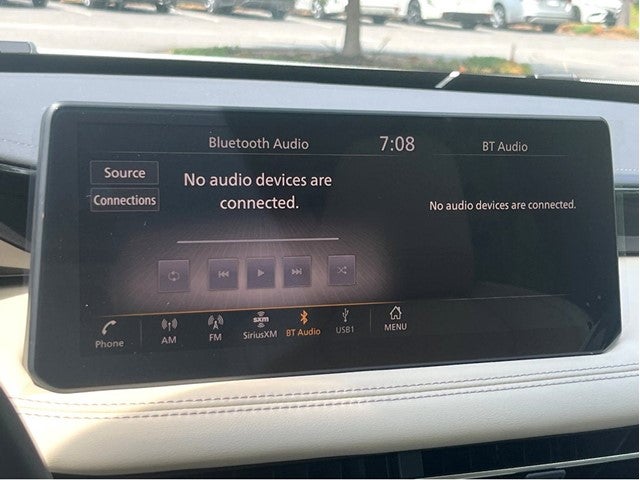 Bluetooth Audio 7:08 BT Audio
Source
Connections
No audio devices are
connected.
No audio devices are connected.
Phone
AM
FM
sxm
SiriusXM
BT Audio
USB1
MENU